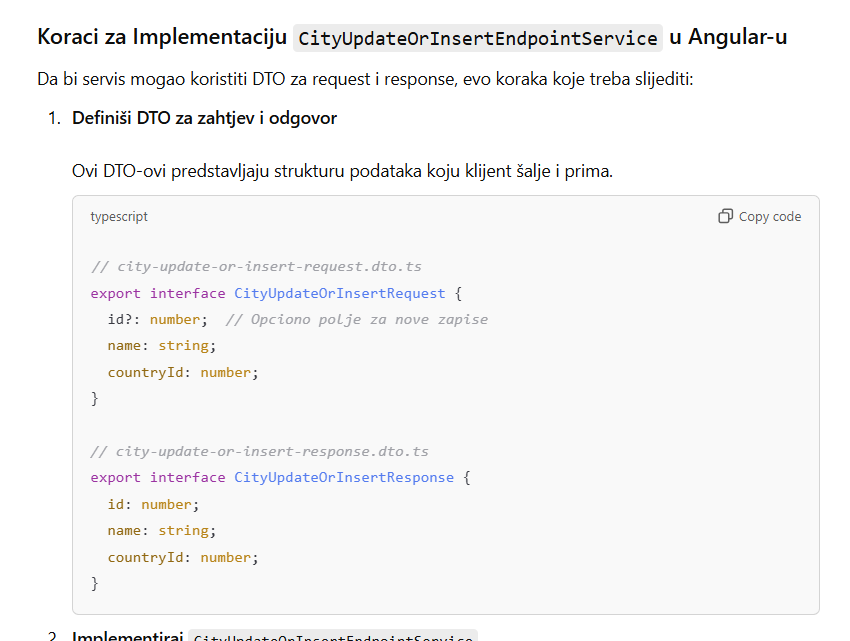 Koraci za Implementaciju CityUpdateOrInsertEndpointService u Angular-u
Da bi servis mogao koristiti DTO za request i response, evo koraka koje treba slijediti:
1. Definiši DTO za zahtjev i odgovor
Ovi DTO-ovi predstavljaju strukturu podataka koju klijent šalje i prima.
typescript
Copy code
// city-update-or-insert-request.dto.ts
export interface CityUpdateOrInsertRequest {
id?: number; // Opciono polje za nove zapise
name: string;
countryId: number;
}
// city-update-or-insert-response.dto.ts
export interface CityUpdateOrInsertResponse {
id: number;
name: string;
countryId: number;
}
2. Implementiraj CityUpdateOrInsertEndpointService